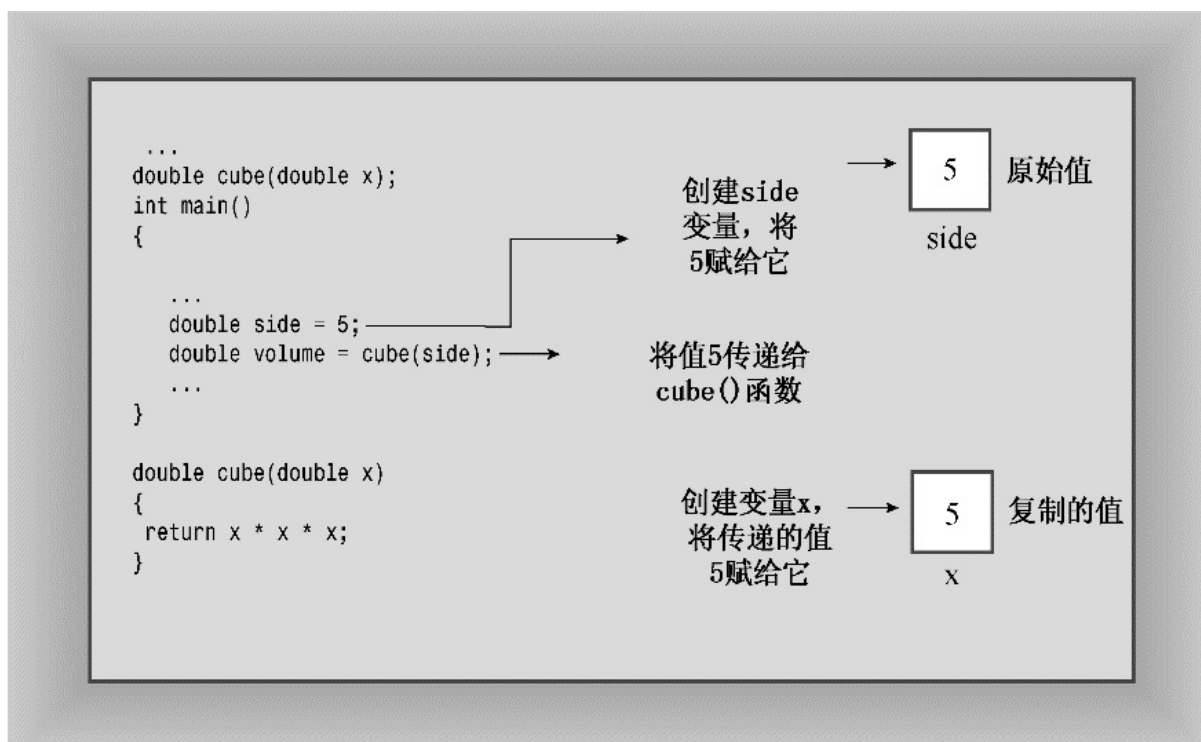 ...
double cube(double x);
int main()
{
...
double side = 5;
double volume = cube(side);
...
}
double cube(double x)
{
return x * x * x;
}
创建side
变量，将
5赋给它
5
原始值
side
将值5传递给
cube()函数
创建变量x，
将传递的值
5赋给它
5
复制的值
x